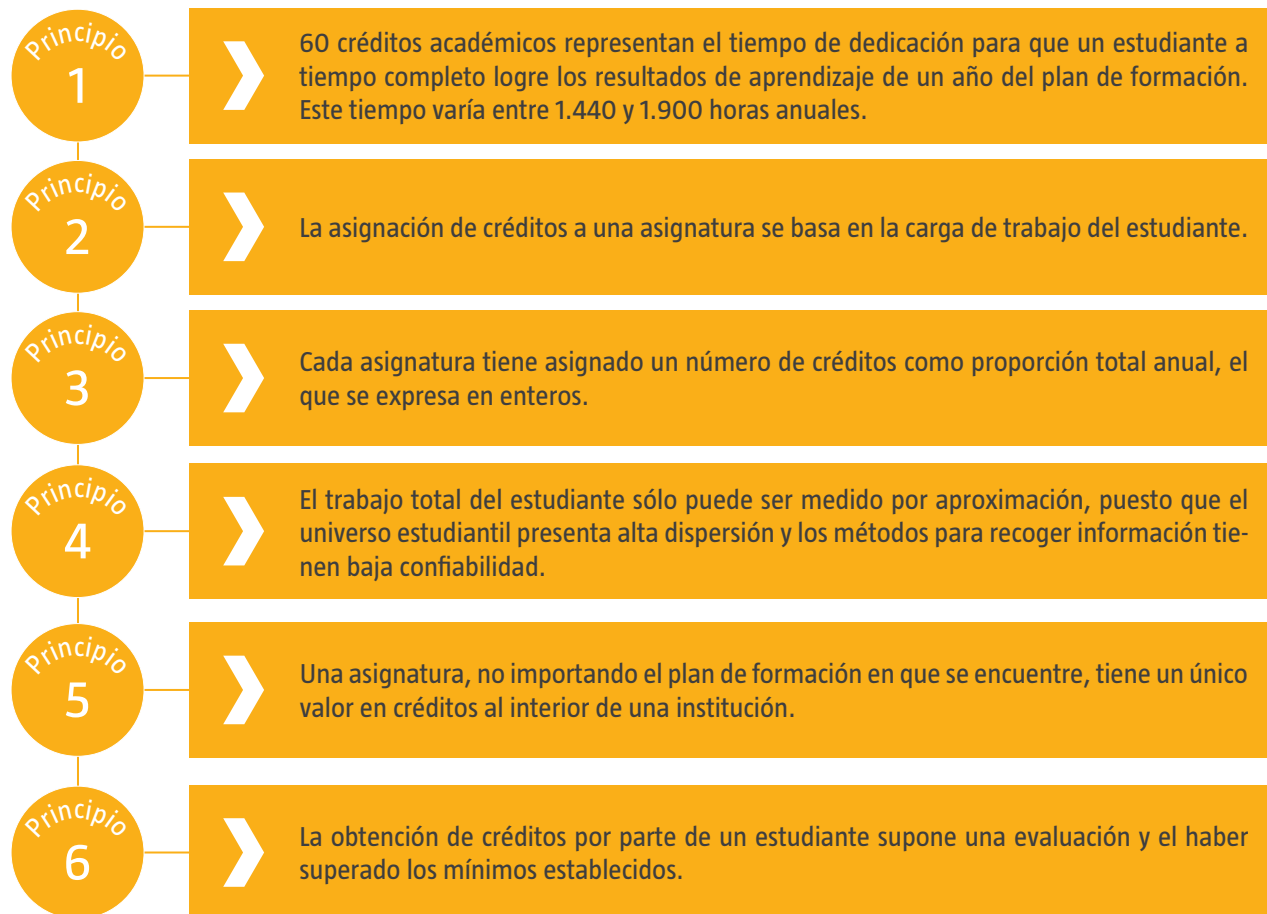 Principio
1
60 créditos académicos representan el tiempo de dedicación para que un estudiante a
tiempo completo logre los resultados de aprendizaje de un año del plan de formación.
Este tiempo varía entre 1.440 y 1.900 horas anuales.
Principio
2
La asignación de créditos a una asignatura se basa en la carga de trabajo del estudiante.
Principio
3
Cada asignatura tiene asignado un número de créditos como proporción total anual, el
que se expresa en enteros.
Principio
4
El trabajo total del estudiante sólo puede ser medido por aproximación, puesto que el
universo estudiantil presenta alta dispersión y los métodos para recoger información tie-
nen baja confiabilidad.
Principio
5
Una asignatura, no importando el plan de formación en que se encuentre, tiene un único
valor en créditos al interior de una institución.
Principio
6
La obtención de créditos por parte de un estudiante supone una evaluación y el haber
superado los mínimos establecidos.